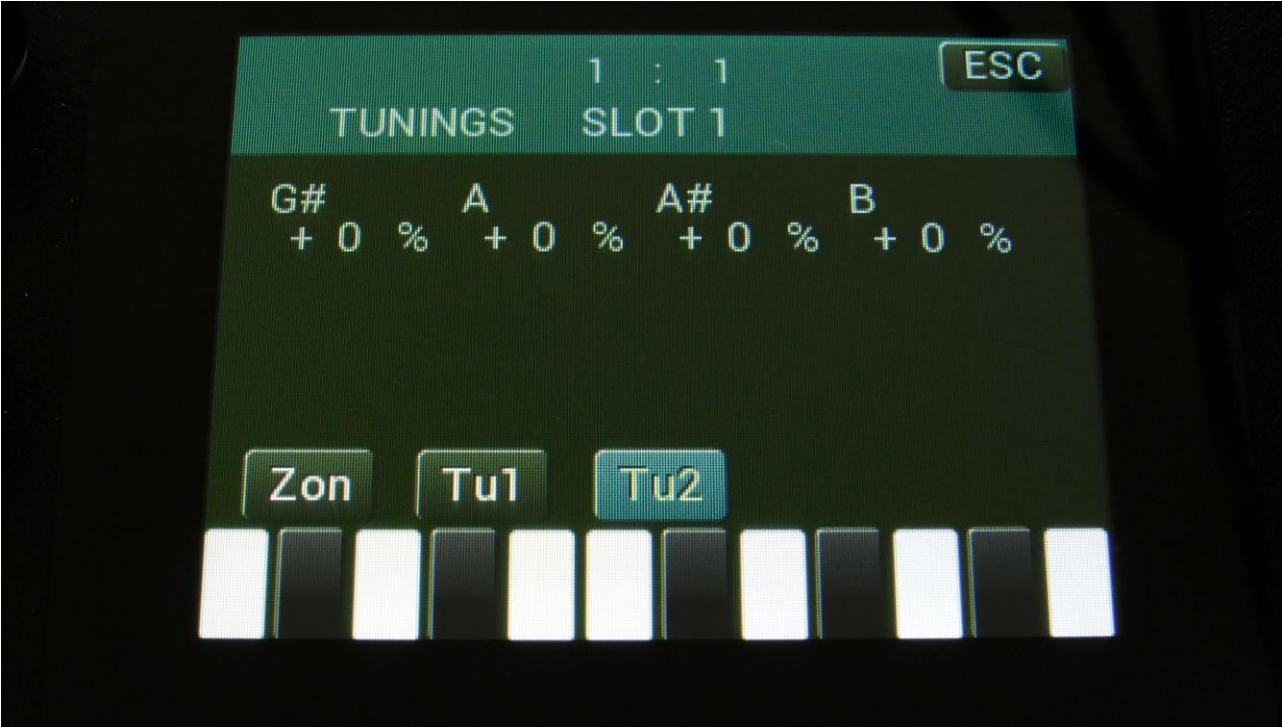 1 : 1 ESC
TUNINGS SLOT 1
G# A A# B
+ 0 % + 0 % + 0 % + 0 %
Zon Tu1 Tu2